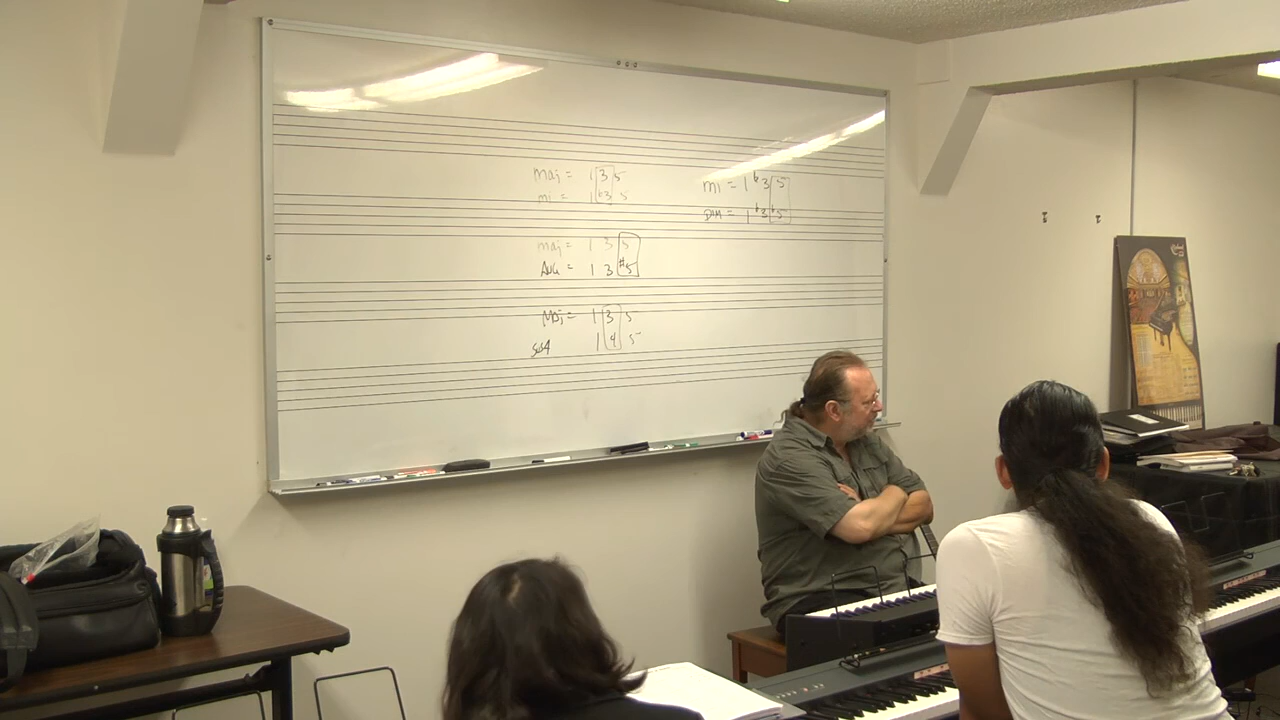 maj = 1 3 5
mi = 1 b3 5
maj = 1 3 5
AUG = 1 3 #5
Maj = 1 3 5
sus4 1 4 5
mi = 1 b3 5
DIM = 1 b3 b5